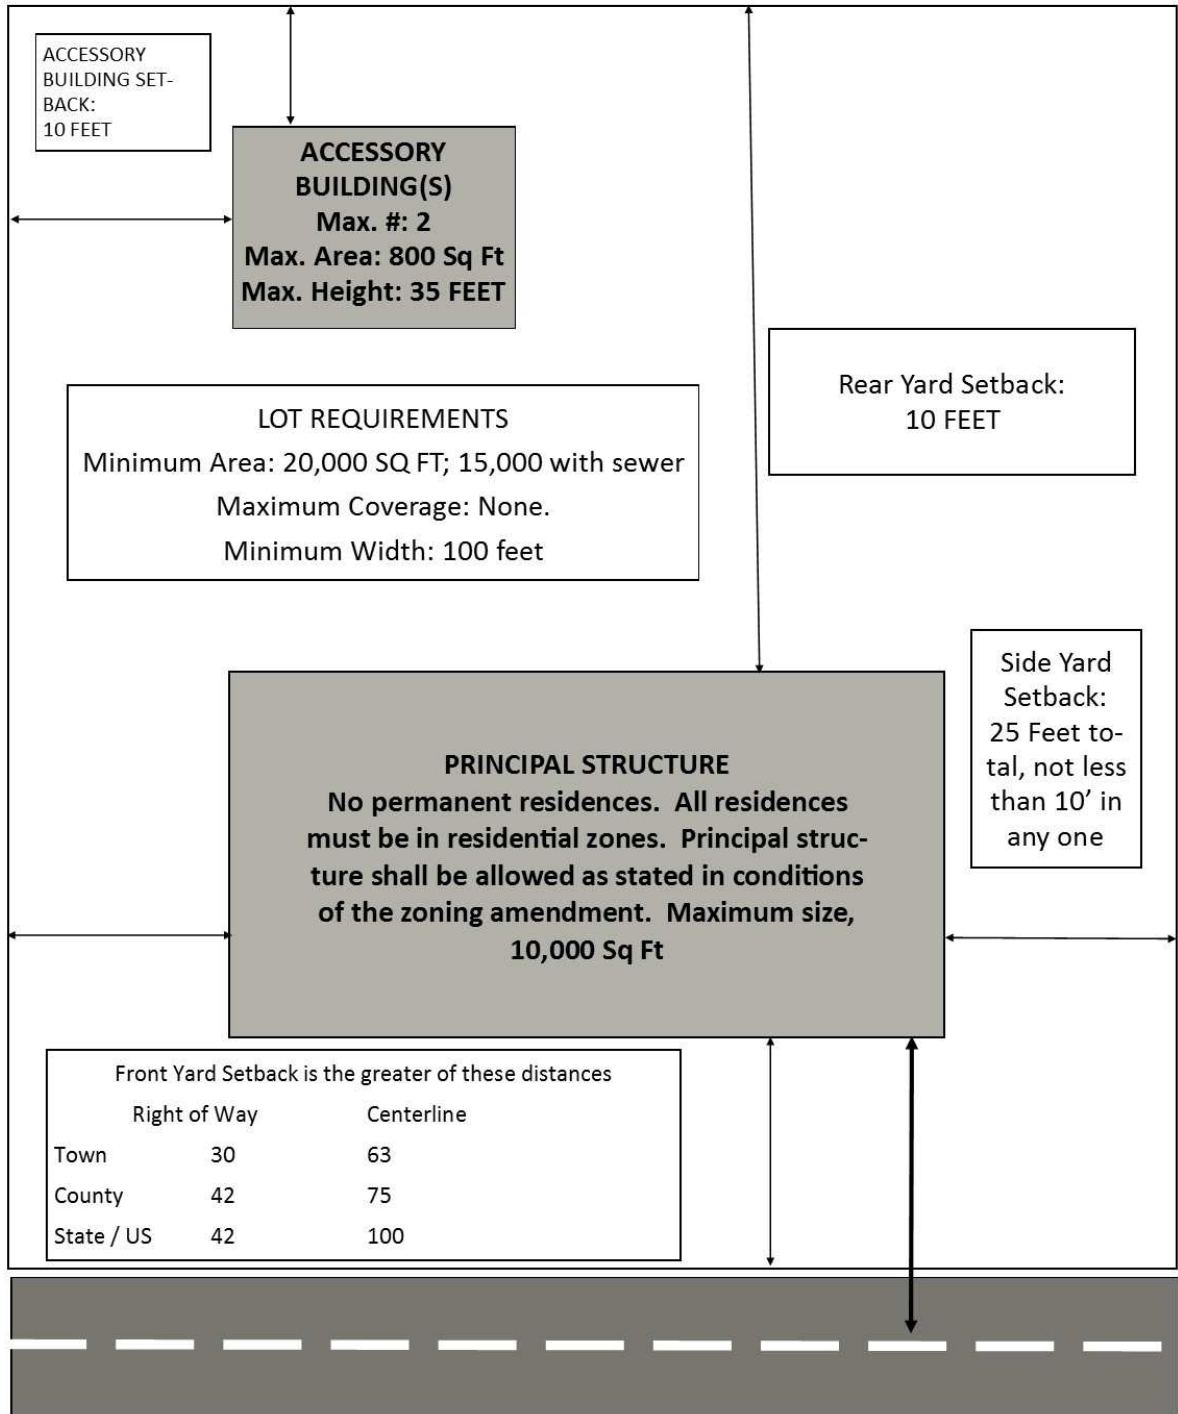 ACCESSORY
BUILDING SET-
BACK:
10 FEET
ACCESSORY
BUILDING(S)
Max. #: 2
Max. Area: 800 Sq Ft
Max. Height: 35 FEET
Rear Yard Setback:
10 FEET
LOT REQUIREMENTS
Minimum Area: 20,000 SQ FT; 15,000 with sewer
Maximum Coverage: None.
Minimum Width: 100 feet
Side Yard
Setback:
25 Feet to-
tal, not less
than 10’ in
any one
PRINCIPAL STRUCTURE
No permanent residences.  All residences
must be in residential zones.  Principal struc-
ture shall be allowed as stated in conditions
of the zoning amendment.  Maximum size,
10,000 Sq Ft
Front Yard Setback is the greater of these distances
Right of Way Centerline
Town 30 63
County 42 75
State / US 42 100